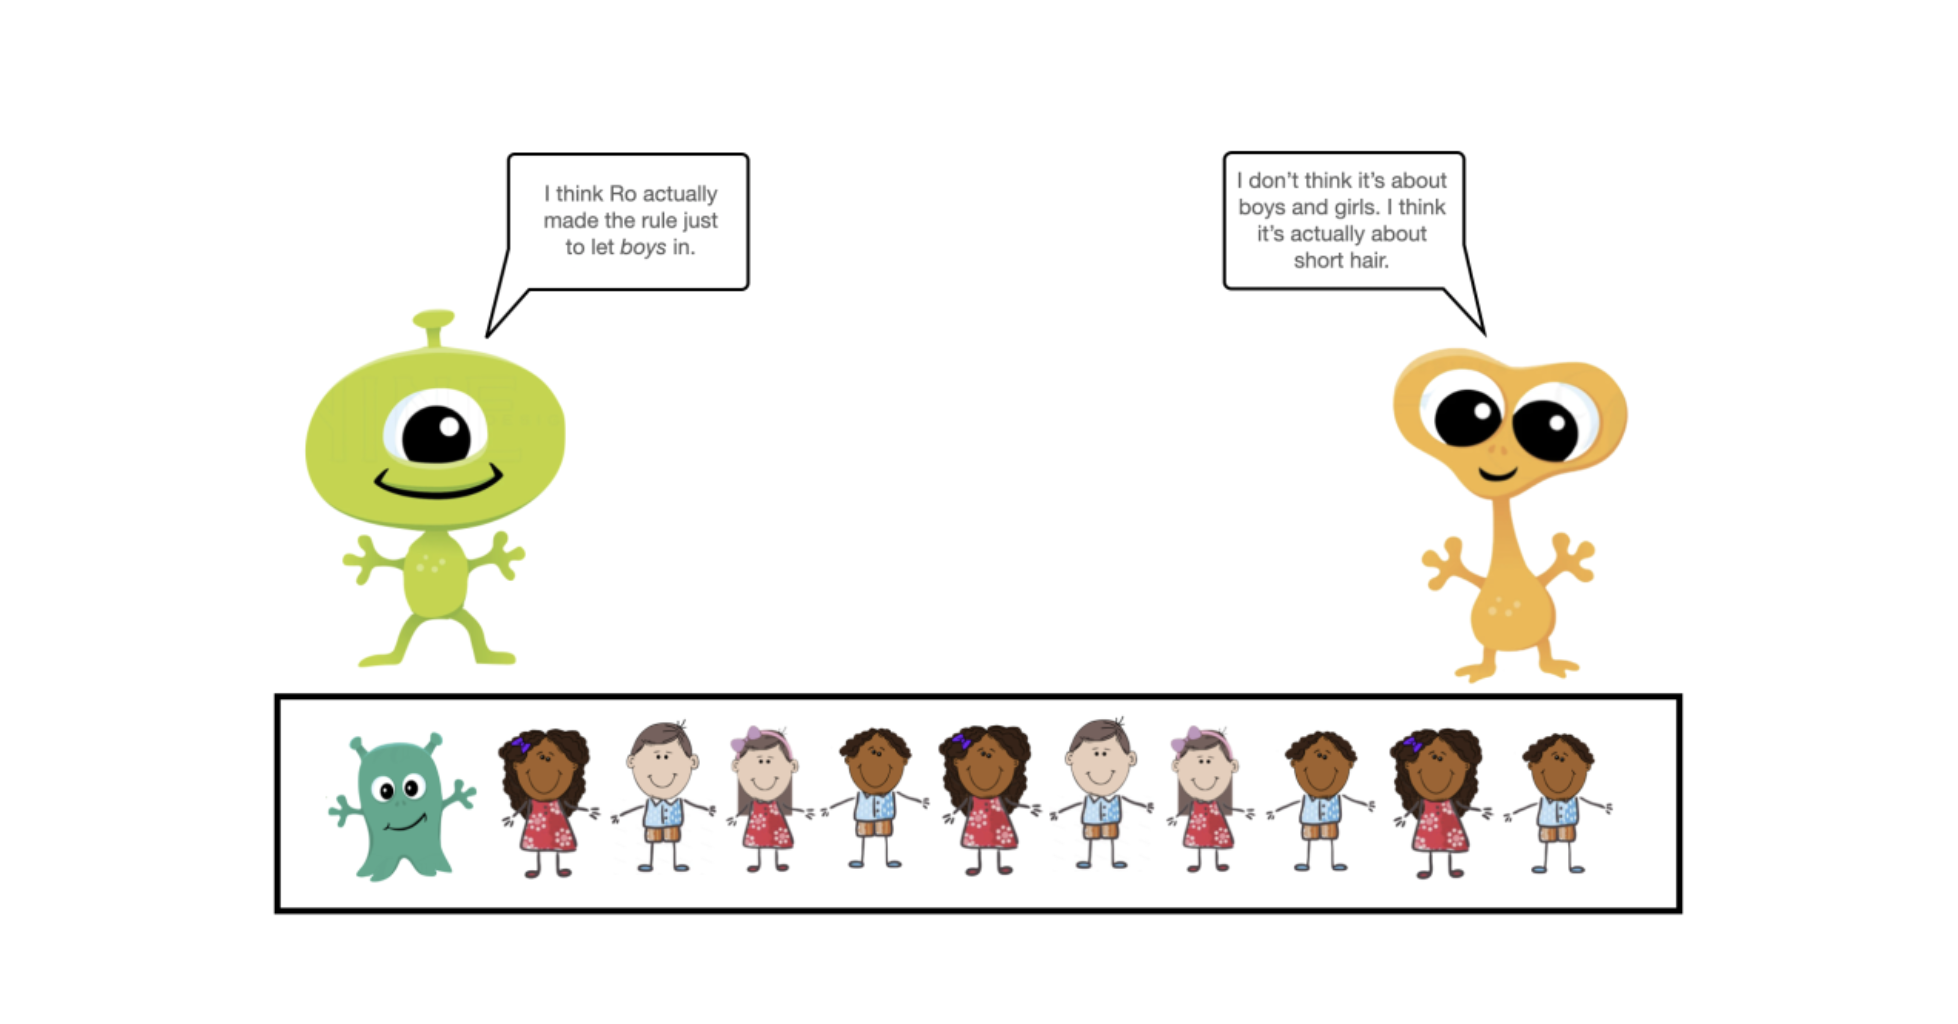 I think Ro actually
made the rule just
to let boys in.
I don't think it's about
boys and girls. I think
it's actually about
short hair.